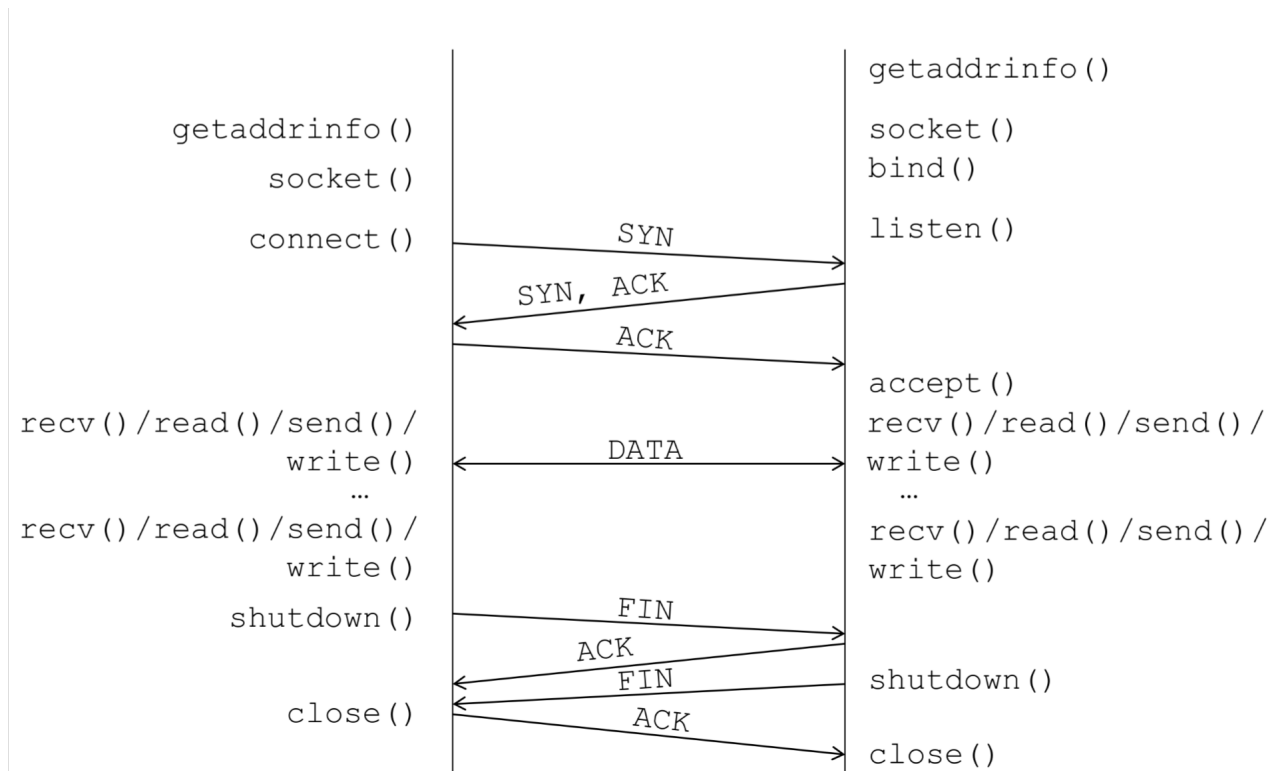 getaddrinfo()
getaddrinfo()
socket()
socket()
bind()
connect()
SYN
listen()
SYN, ACK
ACK
accept()
recv()/read()/send()/
write()
DATA
recv()/read()/send()/
write()
…
…
recv()/read()/send()/
write()
recv()/read()/send()/
write()
shutdown()
FIN
ACK
FIN
shutdown()
close()
ACK
close()